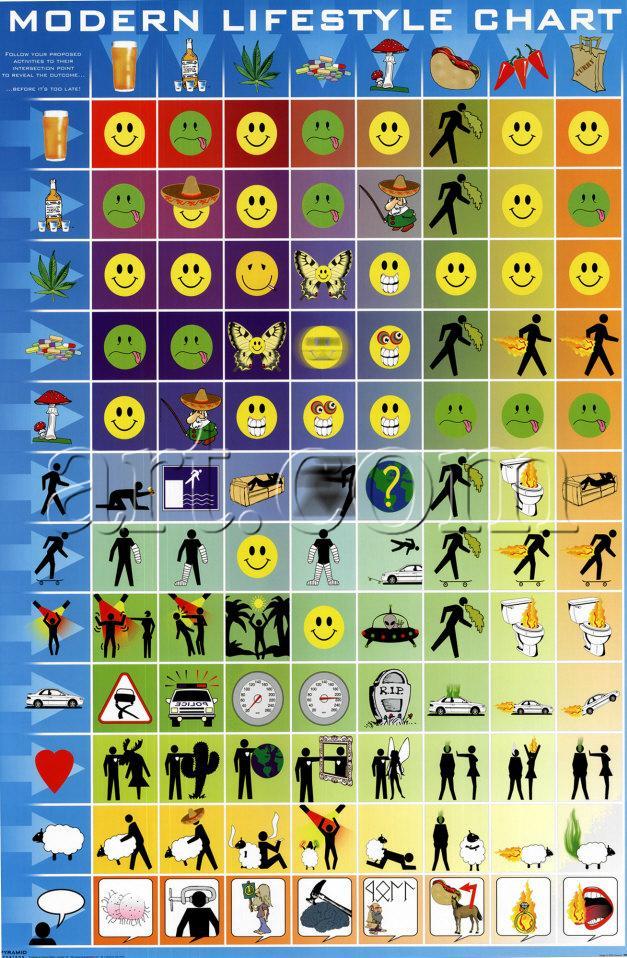 MODERN LIFESTYLE CHART
FOLLOW YOUR PROPOSED
ACTIVITIES TO THEIR
INTERSECTION POINT
TO REVEAL THE OUTCOME...
...BEFORE IT'S TOO LATE!
CURRY
art.com
?
POLICE
R.I.P.
PYRAMID
POSTERS